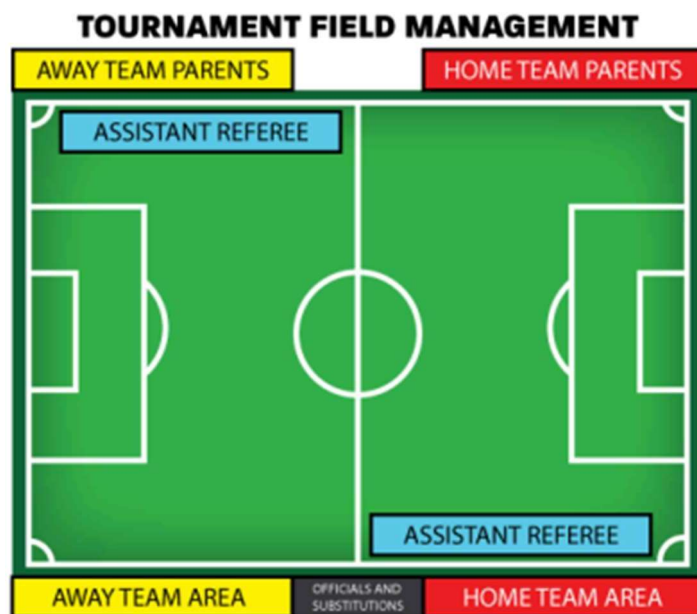 TOURNAMENT FIELD MANAGEMENT
AWAY TEAM PARENTS
HOME TEAM PARENTS
ASSISTANT REFEREE
ASSISTANT REFEREE
AWAY TEAM AREA
OFFICIALS AND
SUBSTITUTIONS
HOME TEAM AREA